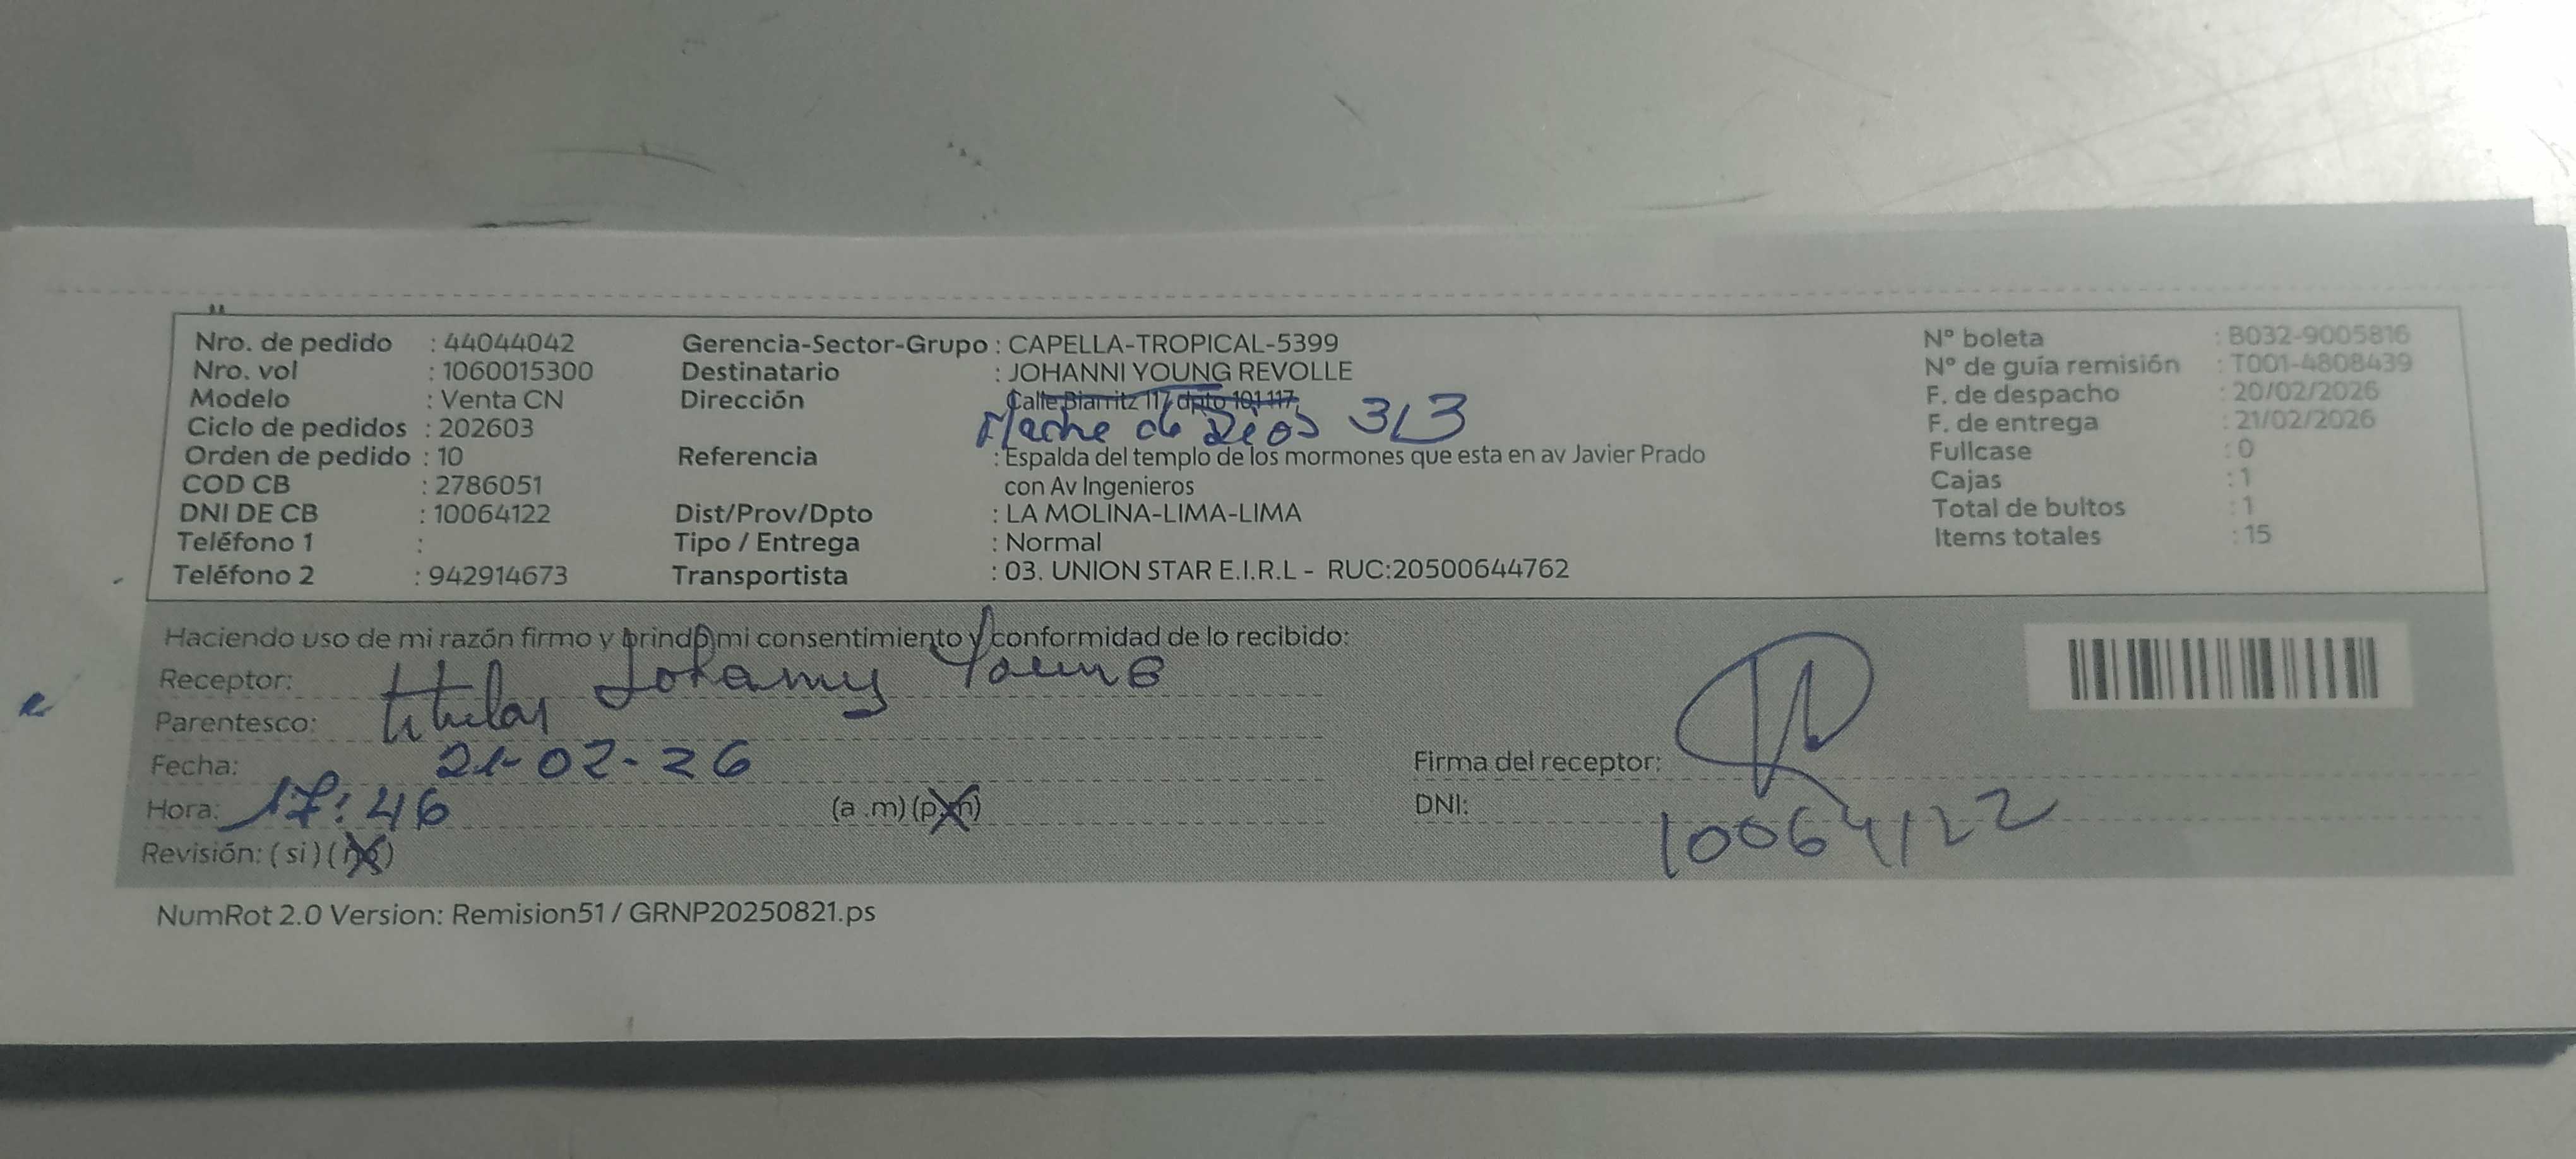 Nro. de pedido : 44044042
Nro. vol : 1060015300
Modelo : Venta CN
Ciclo de pedidos : 202603
Orden de pedido : 10
COD CB : 2786051
DNI DE CB : 10064122
Teléfono 1 :
Teléfono 2 : 942914673
Gerencia-Sector-Grupo : CAPELLA-TROPICAL-5399
Destinatario : JOHANNI YOUNG REVOLLE
Dirección : Calle Biarritz 117 dpto 101 117
de Dios 313
Referencia : Espalda del templo de los mormones que esta en av Javier Prado
con Av Ingenieros
Dist/Prov/Dpto : LA MOLINA-LIMA-LIMA
Tipo / Entrega : Normal
Transportista : 03. UNION STAR E.I.R.L - RUC:20500644762
N° boleta : B032-9005816
N° de guía remisión : T001-4808439
F. de despacho : 20/02/2026
F. de entrega : 21/02/2026
Fullcase : 0
Cajas : 1
Total de bultos : 1
Items totales : 15
Haciendo uso de mi razón firmo y brindo mi consentimiento y conformidad de lo recibido:
Receptor: Johamy
Parentesco: titular
Fecha: 21-02-26
Hora: 17:46 (a .m) (p.m)
Revisión: ( si ) ( no )
Firma del receptor:
DNI: 10064122
NumRot 2.0 Version: Remision51 / GRNP20250821.ps